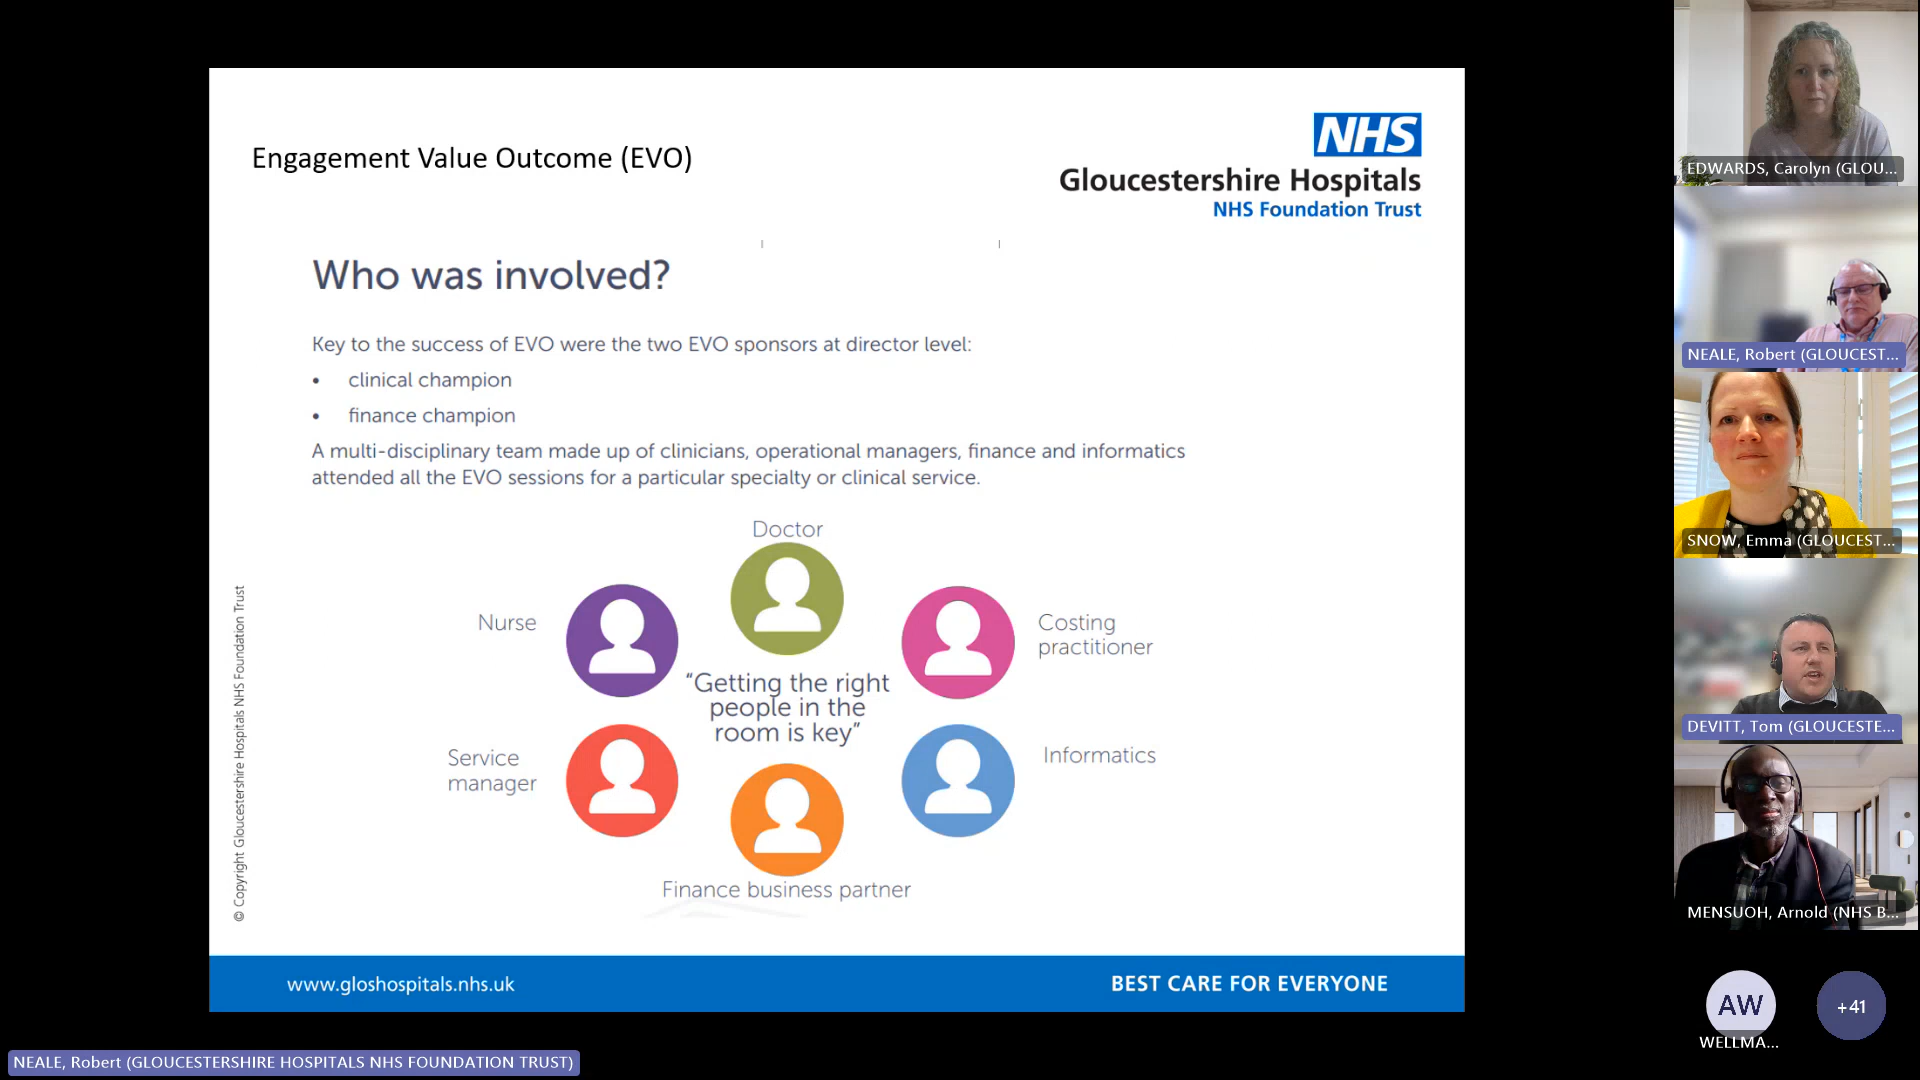 Engagement Value Outcome (EVO)
NHS
Gloucestershire Hospitals
NHS Foundation Trust
Who was involved?
Key to the success of EVO were the two EVO sponsors at director level:
• clinical champion
• finance champion
A multi-disciplinary team made up of clinicians, operational managers, finance and informatics
attended all the EVO sessions for a particular specialty or clinical service.
Doctor
Nurse
Costing
practitioner
“Getting the right
people in the
room is key”
Service
manager
Informatics
Finance business partner
© Copyright Gloucestershire Hospitals NHS Foundation Trust
www.gloshospitals.nhs.uk
BEST CARE FOR EVERYONE
EDWARDS, Carolyn (GLOU...
NEALE, Robert (GLOUCEST...
SNOW, Emma (GLOUCEST...
DEVITT, Tom (GLOUCESTE...
MENSUOH, Arnold (NHS B...
AW
WELLMA...
+41
NEALE, Robert (GLOUCESTERSHIRE HOSPITALS NHS FOUNDATION TRUST)